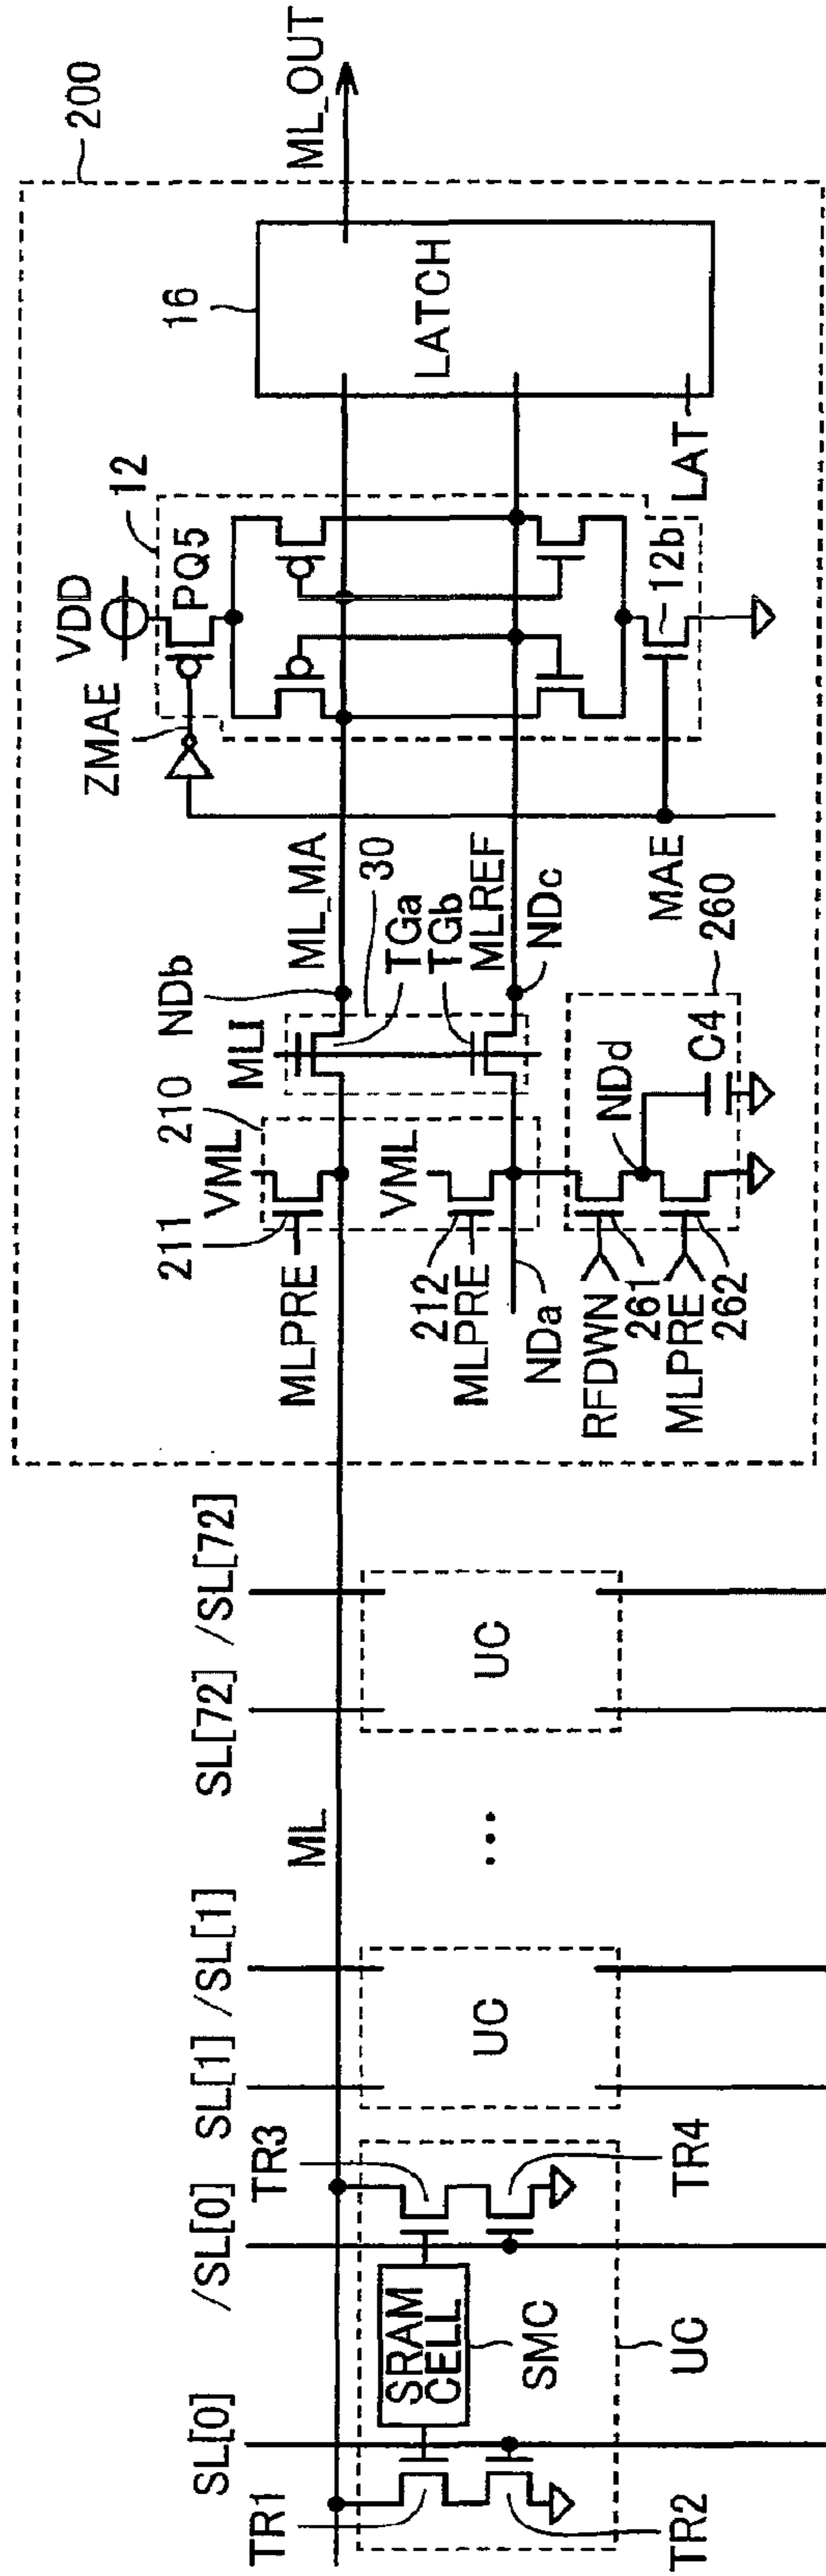 200
ML_OUT
16
LATCH
LAT
VDD
12
PQ5
ZMAE
12b
MAE
ML_MA
30
TGa
TGb
MLREF
NDb
NDc
260
MLI
210
VML
211
MLPRE
VML
212
MLPRE
NDa
NDd
C4
RFDWN
261
MLPRE
262
SL[72] /SL[72]
UC
ML
...
SL[1] /SL[1]
UC
SL[0] /SL[0]
TR3
TR4
SRAM
CELL
SMC
UC
TR1
TR2